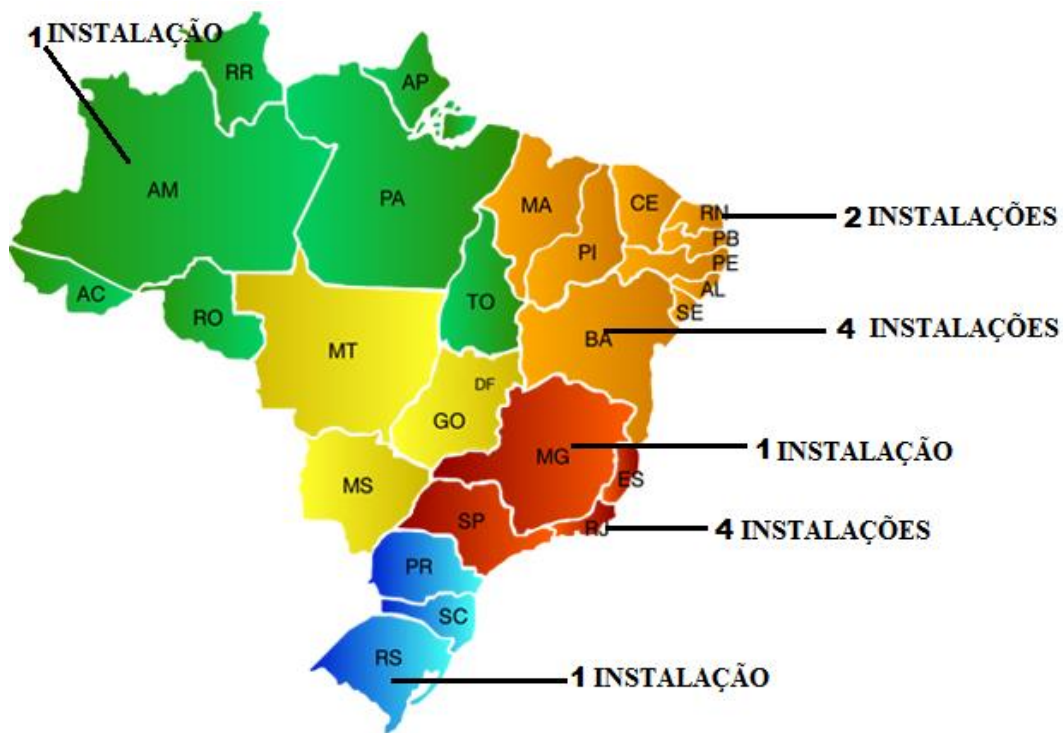 1 INSTALAÇÃO
RR
AP
AM
PA
MA
CE
RN
2 INSTALAÇÕES
PB
PI
PE
AL
AC
RO
TO
SE
MT
BA
4 INSTALAÇÕES
DF
GO
MG
1 INSTALAÇÃO
ES
MS
SP
RJ
4 INSTALAÇÕES
PR
SC
RS
1 INSTALAÇÃO